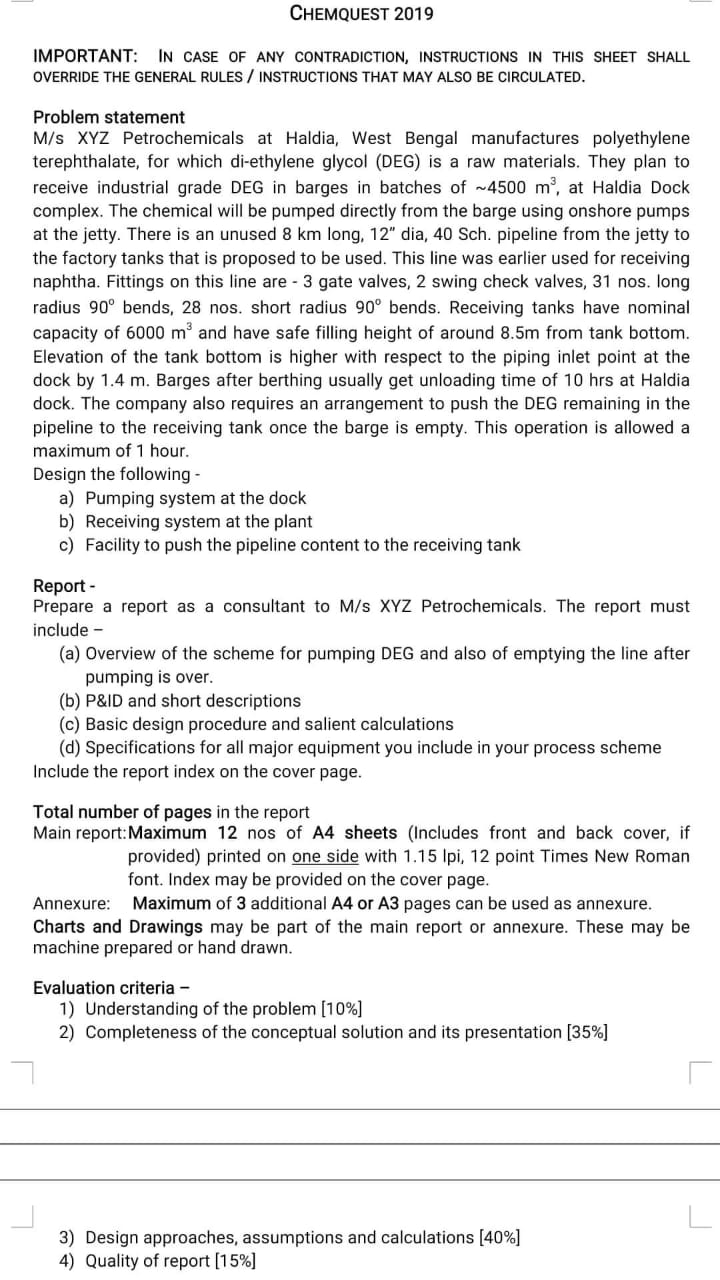 CHEMQUEST 2019
IMPORTANT: IN CASE OF ANY CONTRADICTION, INSTRUCTIONS IN THIS SHEET SHALL
OVERRIDE THE GENERAL RULES / INSTRUCTIONS THAT MAY ALSO BE CIRCULATED.
Problem statement
M/s XYZ Petrochemicals at Haldia, West Bengal manufactures polyethylene
terephthalate, for which di-ethylene glycol (DEG) is a raw materials. They plan to
receive industrial grade DEG in barges in batches of ~4500 m³, at Haldia Dock
complex. The chemical will be pumped directly from the barge using onshore pumps
at the jetty. There is an unused 8 km long, 12” dia, 40 Sch. pipeline from the jetty to
the factory tanks that is proposed to be used. This line was earlier used for receiving
naphtha. Fittings on this line are - 3 gate valves, 2 swing check valves, 31 nos. long
radius 90⁰ bends, 28 nos. short radius 90⁰ bends. Receiving tanks have nominal
capacity of 6000 m³ and have safe filling height of around 8.5m from tank bottom.
Elevation of the tank bottom is higher with respect to the piping inlet point at the
dock by 1.4 m. Barges after berthing usually get unloading time of 10 hrs at Haldia
dock. The company also requires an arrangement to push the DEG remaining in the
pipeline to the receiving tank once the barge is empty. This operation is allowed a
maximum of 1 hour.
Design the following -
a) Pumping system at the dock
b) Receiving system at the plant
c) Facility to push the pipeline content to the receiving tank
Report -
Prepare a report as a consultant to M/s XYZ Petrochemicals. The report must
include –
(a) Overview of the scheme for pumping DEG and also of emptying the line after
pumping is over.
(b) P&ID and short descriptions
(c) Basic design procedure and salient calculations
(d) Specifications for all major equipment you include in your process scheme
Include the report index on the cover page.
Total number of pages in the report
Main report: Maximum 12 nos of A4 sheets (Includes front and back cover, if
provided) printed on one side with 1.15 lpi, 12 point Times New Roman
font. Index may be provided on the cover page.
Annexure: Maximum of 3 additional A4 or A3 pages can be used as annexure.
Charts and Drawings may be part of the main report or annexure. These may be
machine prepared or hand drawn.
Evaluation criteria –
1) Understanding of the problem [10%]
2) Completeness of the conceptual solution and its presentation [35%]
3) Design approaches, assumptions and calculations [40%]
4) Quality of report [15%]